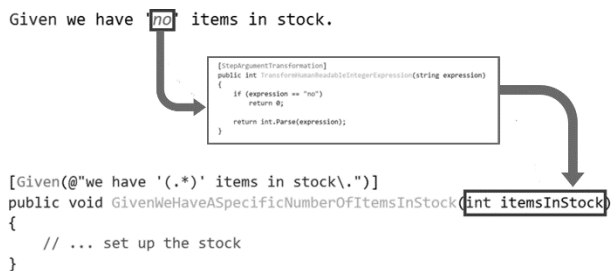 Given we have 'no' items in stock.
[StepArgumentTransformation]
public int TransformHumanReadableIntegerExpression(string expression)
{
if (expression == "no")
return 0;
return int.Parse(expression);
}
[Given(@"we have '(.*)' items in stock\.")]
public void GivenWeHaveASpecificNumberOfItemsInStock(int itemsInStock)
{
// ... set up the stock
}